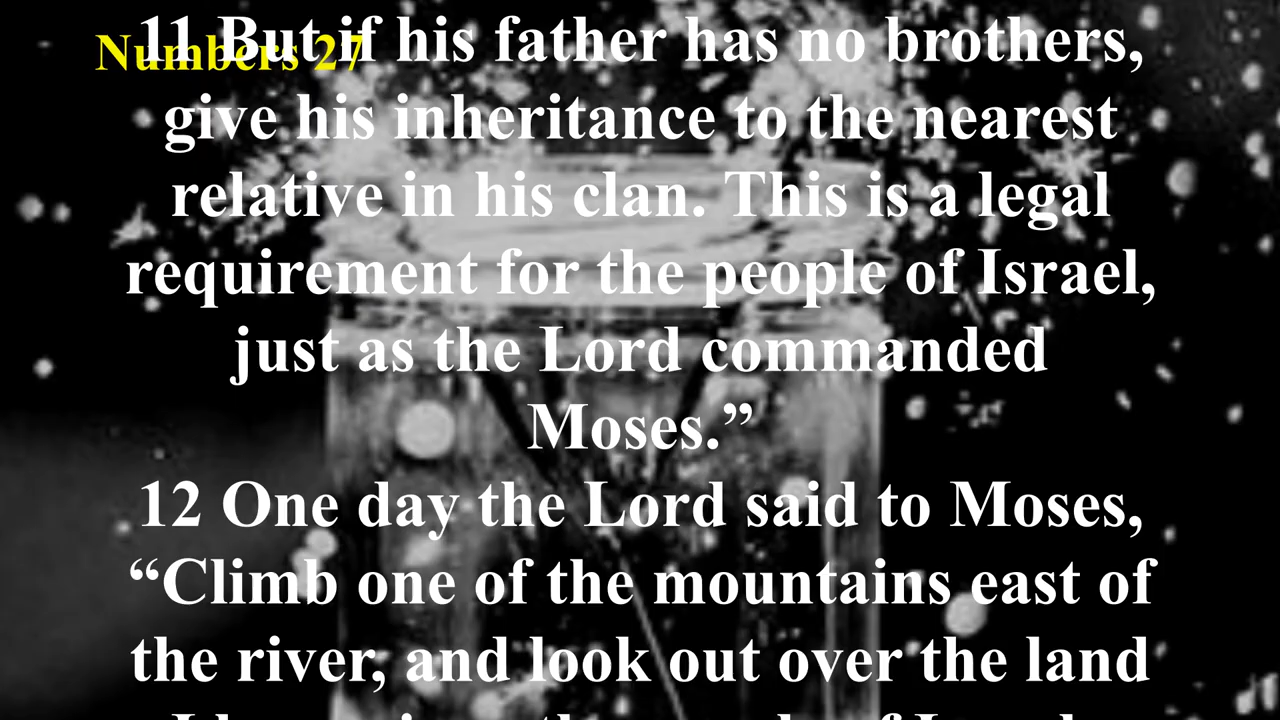 Numbers 27
11 But if his father has no brothers,
give his inheritance to the nearest
relative in his clan. This is a legal
requirement for the people of Israel,
just as the Lord commanded
Moses.”
12 One day the Lord said to Moses,
“Climb one of the mountains east of
the river, and look out over the land